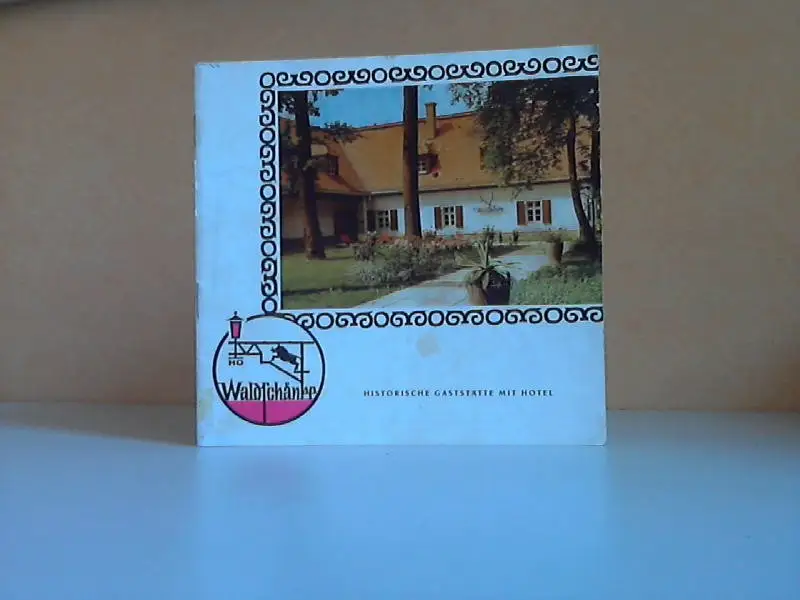 HO
Waldschänke
HISTORISCHE GASTSTÄTTE MIT HOTEL